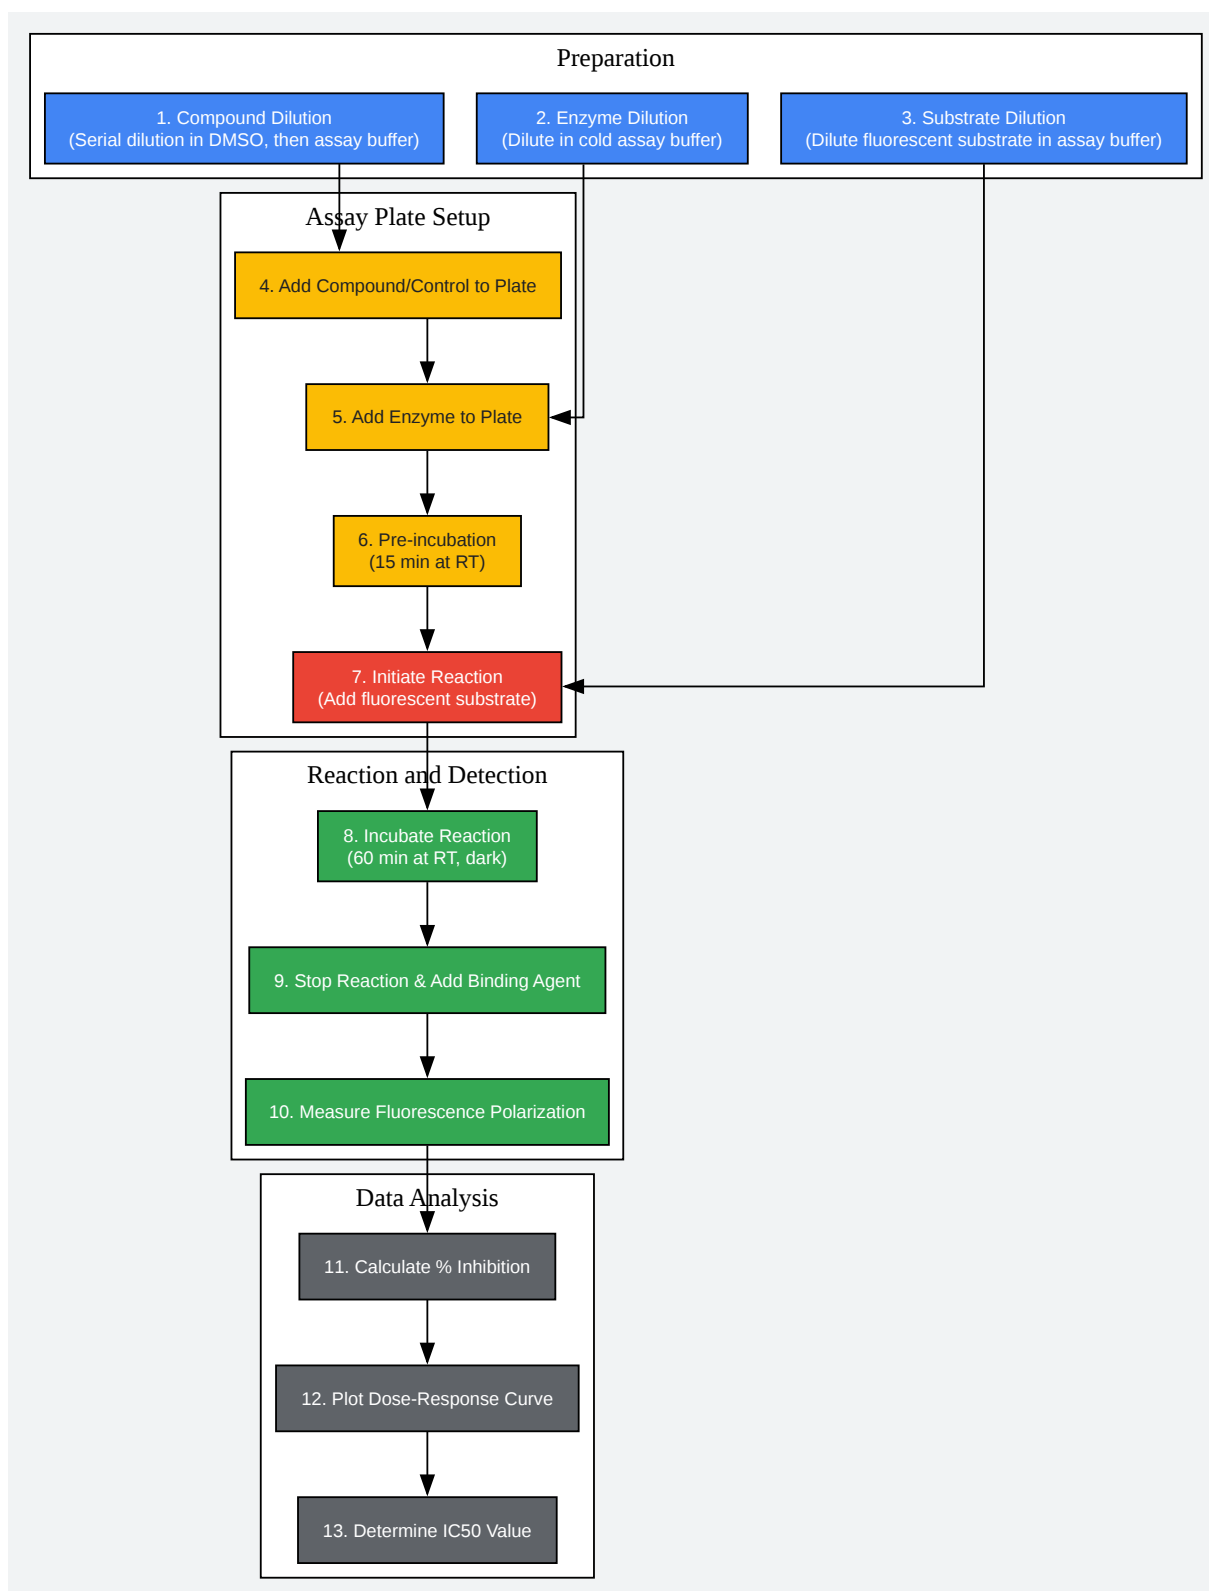 Preparation
1. Compound Dilution
(Serial dilution in DMSO, then assay buffer)
2. Enzyme Dilution
(Dilute in cold assay buffer)
3. Substrate Dilution
(Dilute fluorescent substrate in assay buffer)
Assay Plate Setup
4. Add Compound/Control to Plate
5. Add Enzyme to Plate
6. Pre-incubation
(15 min at RT)
7. Initiate Reaction
(Add fluorescent substrate)
Reaction and Detection
8. Incubate Reaction
(60 min at RT, dark)
9. Stop Reaction & Add Binding Agent
10. Measure Fluorescence Polarization
Data Analysis
11. Calculate % Inhibition
12. Plot Dose-Response Curve
13. Determine IC50 Value